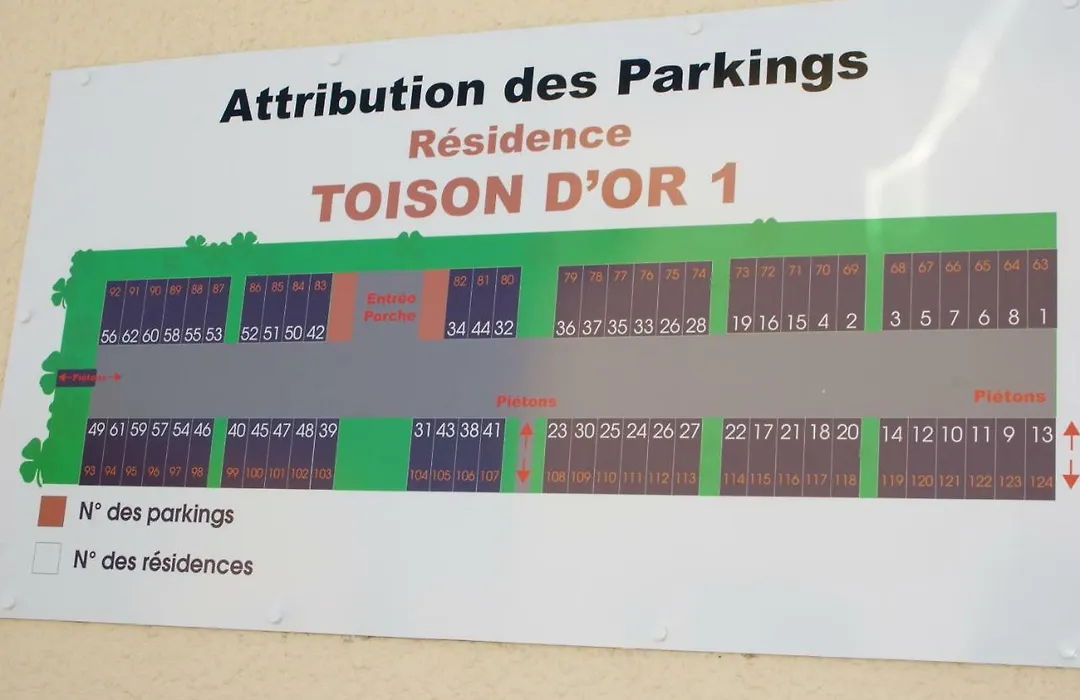 Attribution des Parkings
Résidence
TOISON D'OR 1
92 91 90 89 88 87 86 85 84 83 82 81 80 79 78 77 76 75 74 73 72 71 70 69 68 67 66 65 64 63
Entrée
Porche
56 62 60 58 55 53 52 51 50 42 34 44 32 36 37 35 33 26 28 19 16 15 4 2 3 5 7 6 8 1
Piétons
Piétons
Piétons
49 61 59 57 54 46 40 45 47 48 39 31 43 38 41 23 30 25 24 26 27 22 17 21 18 20 14 12 10 11 9 13
93 94 95 96 97 98 99 100 101 102 103 104 105 106 107 108 109 110 111 112 113 114 115 116 117 118 119 120 121 122 123 124
N° des parkings
N° des résidences